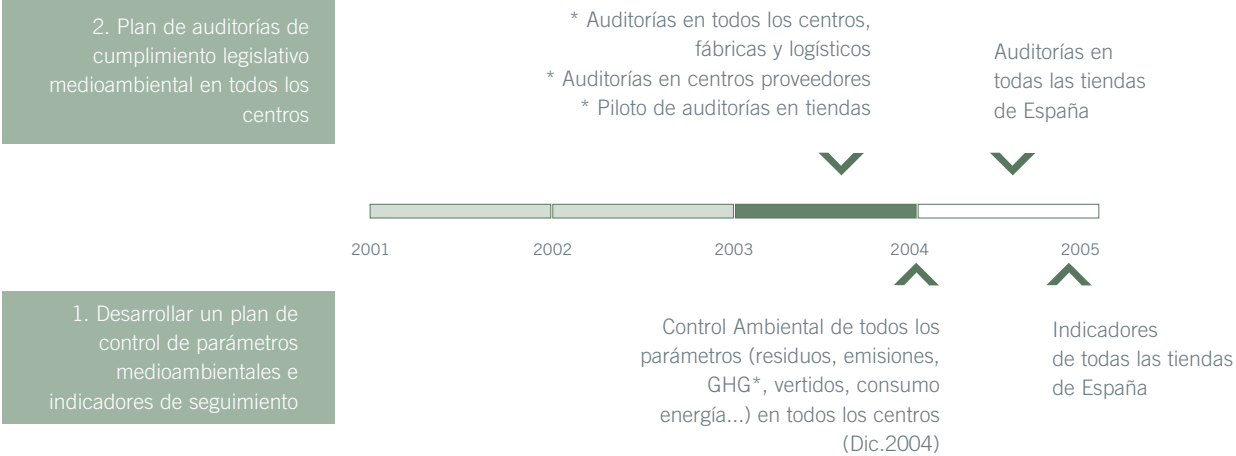 2. Plan de auditorías de
cumplimiento legislativo
medioambiental en todos los
centros
* Auditorías en todos los centros,
fábricas y logísticos
* Auditorías en centros proveedores
* Piloto de auditorías en tiendas
Auditorías en
todas las tiendas
de España
2001
2002
2003
2004
2005
1. Desarrollar un plan de
control de parámetros
medioambientales e
indicadores de seguimiento
Control Ambiental de todos los
parámetros (residuos, emisiones,
GHG*, vertidos, consumo
energía...) en todos los centros
(Dic.2004)
Indicadores
de todas las tiendas
de España